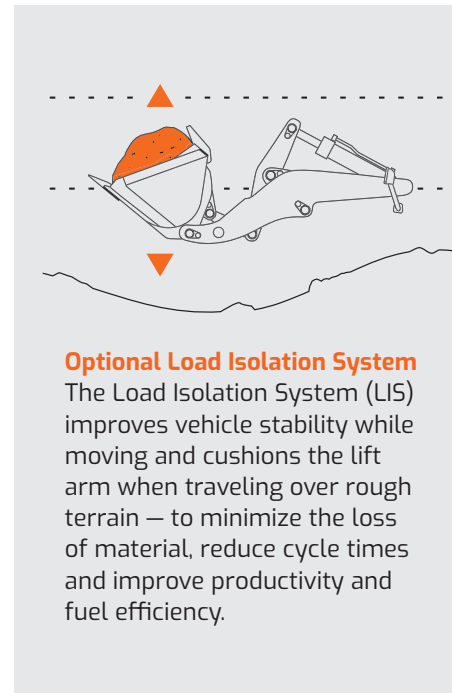 Optional Load Isolation System
The Load Isolation System (LIS)
improves vehicle stability while
moving and cushions the lift
arm when traveling over rough
terrain — to minimize the loss
of material, reduce cycle times
and improve productivity and
fuel efficiency.